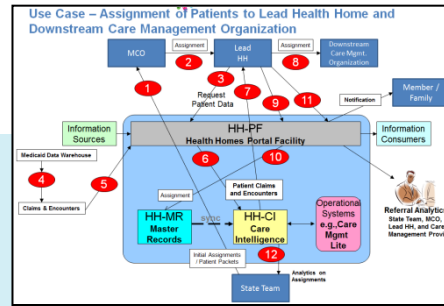 Use Case – Assignment of Patients to Lead Health Home and
Downstream Care Management Organization
MCO
Assignment
2
Lead
HH
Assignment
8
Downstream
Care Mgmt.
Organization
1
3
7
9
11
Request
Patient Data
Member /
Family
Notification
Information
Sources
HH-PF
Health Homes Portal Facility
Information
Consumers
Medicaid Data Warehouse
4
5
Claims & Encounters
6
10
Assignment
Patient Claims
and Encounters
HH-MR
Master
Records
sync
HH-CI
Care
Intelligence
Operational
Systems
e.g.,Care
Mgmt
Lite
Referral Analytics
State Team, MCO,
Lead HH, and Care
Management Provi
12
Initial Assignments
/ Patient Packets
Analytics on
Assignments
State Team